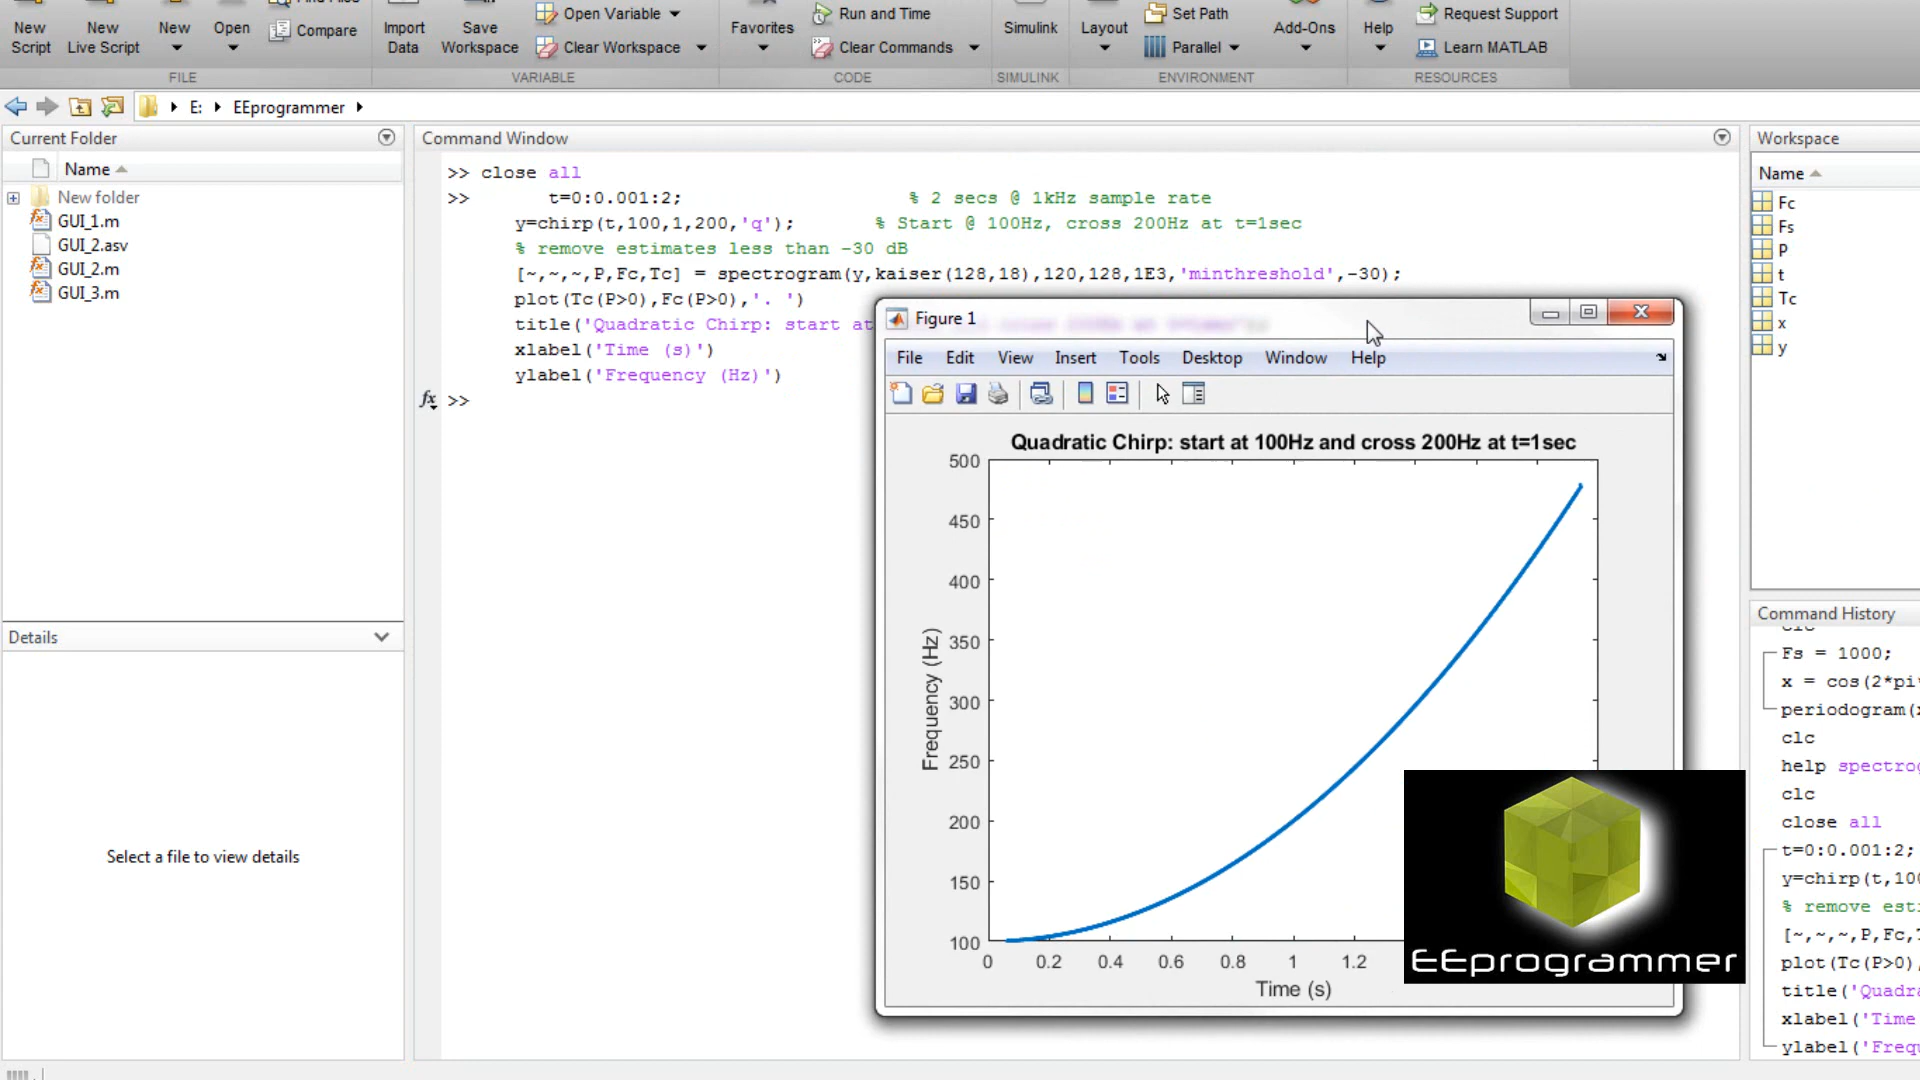 New Script
New Live Script
New
Open
Compare
Import Data
Save Workspace
Open Variable
Clear Workspace
Favorites
Run and Time
Clear Commands
Simulink
Layout
Set Path
Parallel
Add-Ons
Help
Request Support
Learn MATLAB
FILE
VARIABLE
CODE
SIMULINK
ENVIRONMENT
RESOURCES
E: EEprogrammer
Current Folder
Name
New folder
GUI_1.m
GUI_2.asv
GUI_2.m
GUI_3.m
Details
Select a file to view details
Command Window
>> close all
>> t=0:0.001:2; % 2 secs @ 1kHz sample rate
y=chirp(t,100,1,200,'q'); % Start @ 100Hz, cross 200Hz at t=1sec
% remove estimates less than -30 dB
[~,~,~,P,Fc,Tc] = spectrogram(y,kaiser(128,18),120,128,1E3,'minthreshold',-30);
plot(Tc(P>0),Fc(P>0),'. ')
title('Quadratic Chirp: start at
xlabel('Time (s)')
ylabel('Frequency (Hz)')
fx >>
Figure 1
File Edit View Insert Tools Desktop Window Help
Quadratic Chirp: start at 100Hz and cross 200Hz at t=1sec
500
450
400
350
300
250
200
150
100
Frequency (Hz)
0 0.2 0.4 0.6 0.8 1 1.2
Time (s)
EEprogrammer
Workspace
Name
Fc
Fs
P
t
Tc
x
y
Command History
clc
Fs = 1000;
x = cos(2*pi
periodogram(
clc
help spectro
clc
close all
t=0:0.001:2;
y=chirp(t,10
% remove est
[~,~,~,P,Fc,
plot(Tc(P>0)
title('Quadr
xlabel('Time
ylabel('Freq